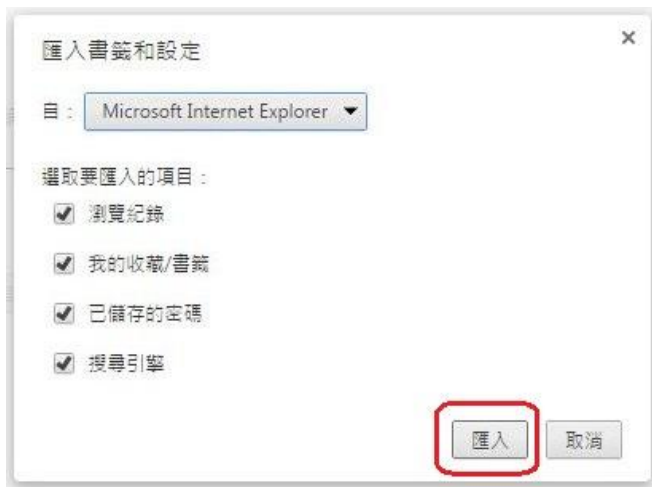 匯入書籤和設定
自： Microsoft Internet Explorer
選取要匯入的項目：
瀏覽紀錄
我的收藏/書籤
已儲存的密碼
搜尋引擎
匯入 取消